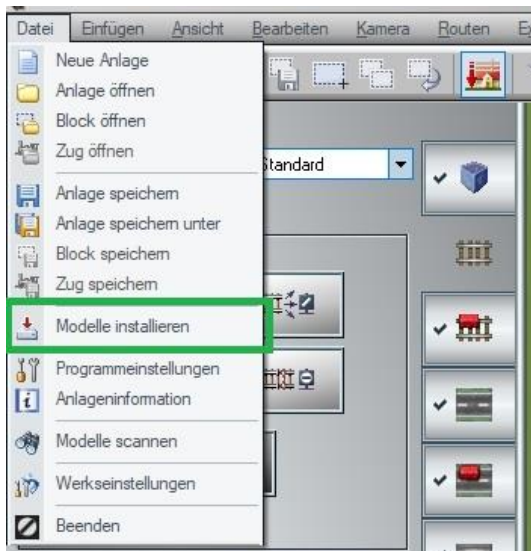 Datei Einfügen Ansicht Bearbeiten Kamera Routen
Neue Anlage
Anlage öffnen
Block öffnen
Zug öffnen
Standard
Anlage speichern
Anlage speichern unter
Block speichern
Zug speichern
Modelle installieren
Programmeinstellungen
Anlageninformation
Modelle scannen
Werkseinstellungen
Beenden